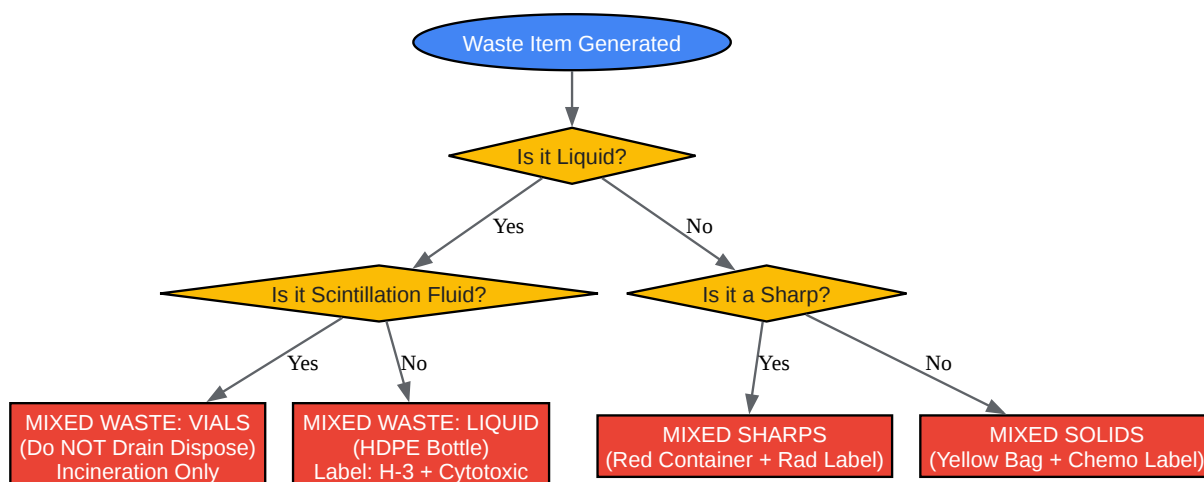 Waste Item Generated
Is it Liquid?
Yes
No
Is it Scintillation Fluid?
Is it a Sharp?
Yes
No
Yes
No
MIXED WASTE: VIALS
(Do NOT Drain Dispose)
Incineration Only
MIXED WASTE: LIQUID
(HDPE Bottle)
Label: H-3 + Cytotoxic
MIXED SHARPS
(Red Container + Rad Label)
MIXED SOLIDS
(Yellow Bag + Chemo Label)